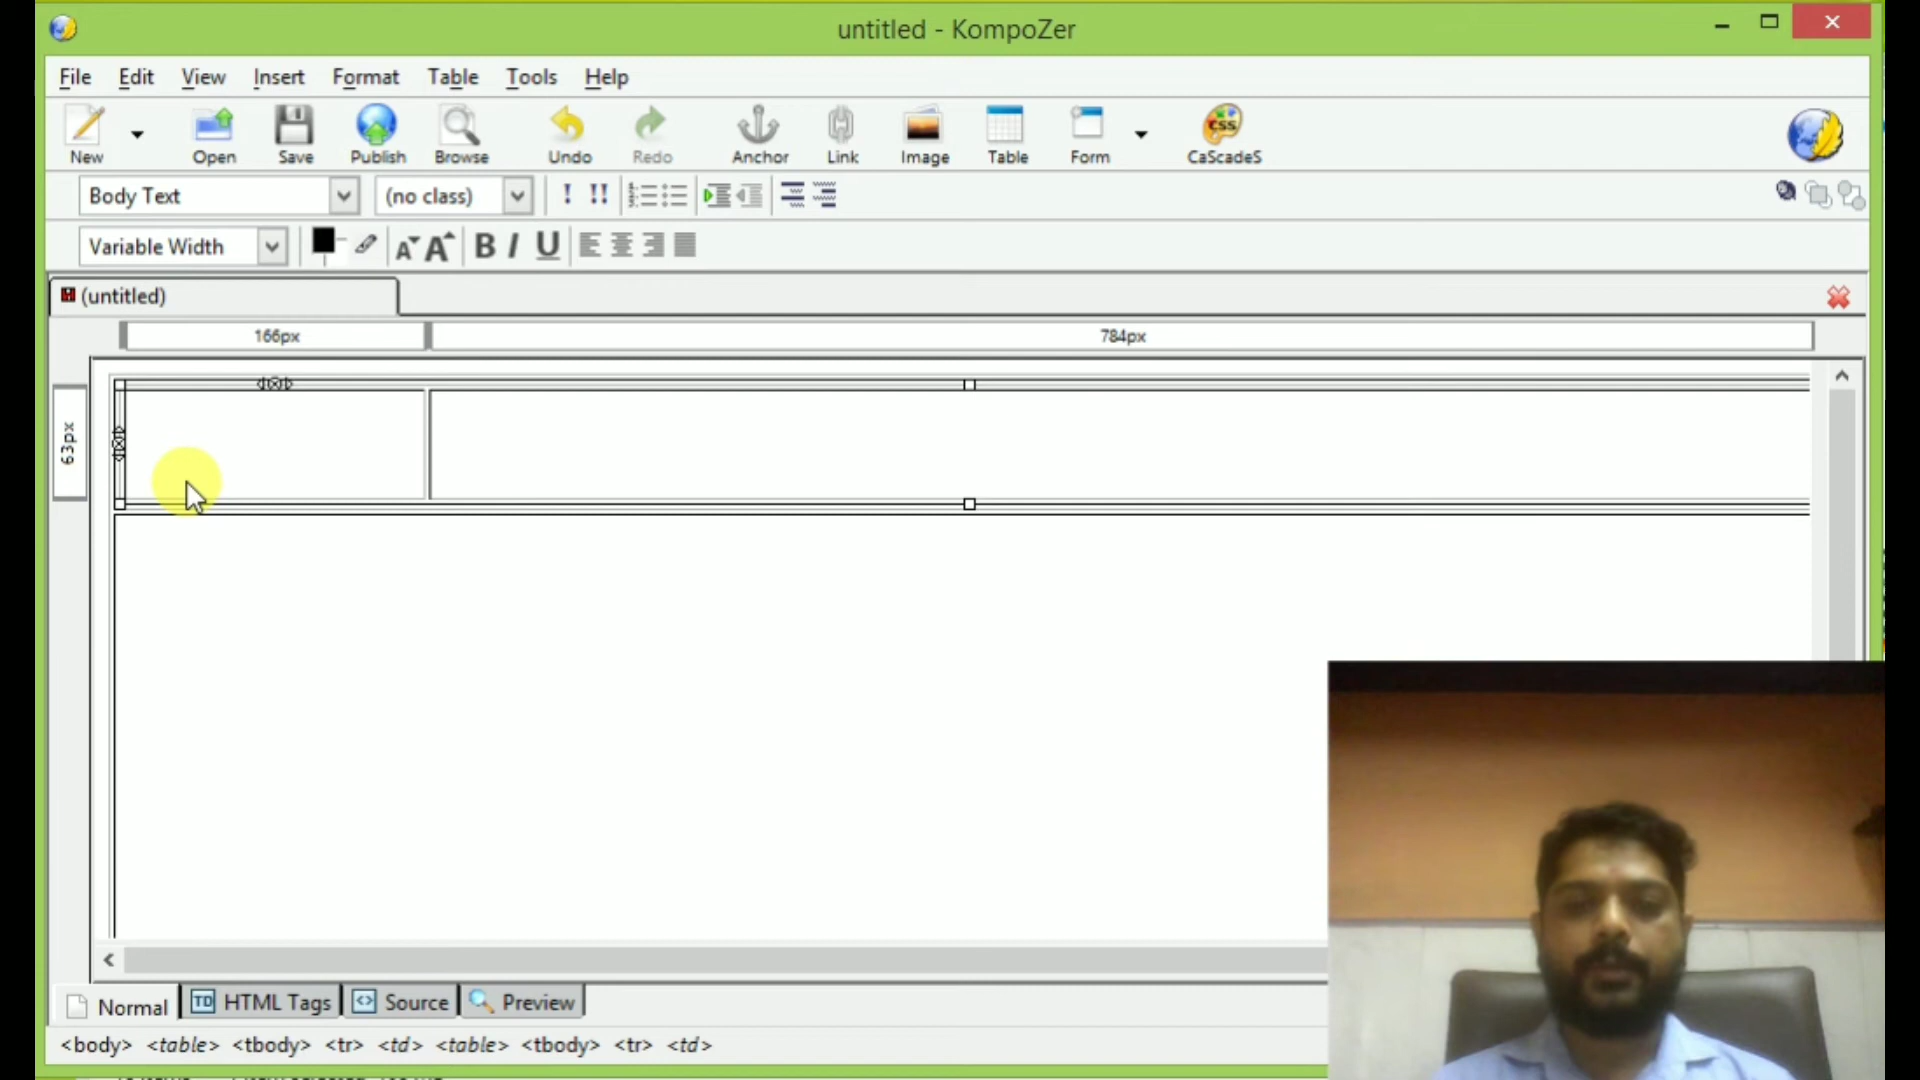 untitled - KompoZer
File Edit View Insert Format Table Tools Help
New Open Save Publish Browse Undo Redo Anchor Link Image Table Form CaScadeS
CSS
Body Text (no class) ! !!
Variable Width A A B I U
(untitled)
166px 784px
63px
Normal TD HTML Tags Source Preview
<body> <table> <tbody> <tr> <td> <table> <tbody> <tr> <td>